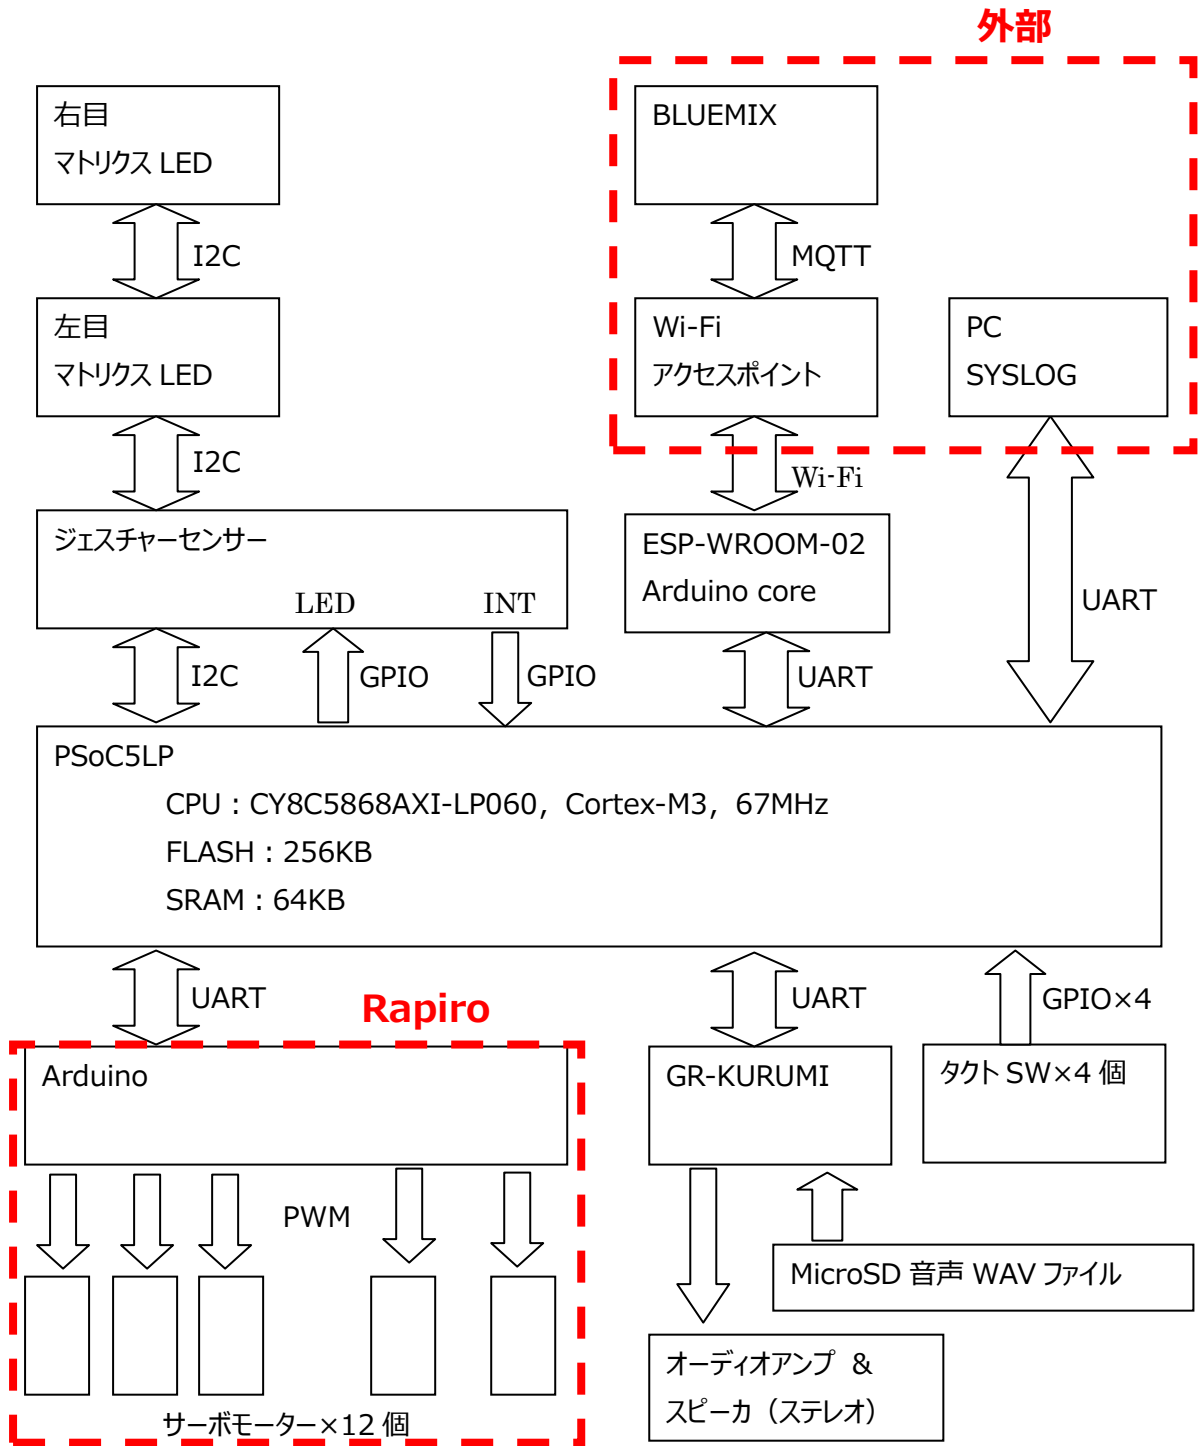 外部
右目
マトリクス LED
BLUEMIX
I2C
MQTT
左目
マトリクス LED
Wi-Fi
アクセスポイント
PC
SYSLOG
I2C
Wi-Fi
ジェスチャーセンサー
LED
INT
ESP-WROOM-02
Arduino core
UART
I2C
GPIO
GPIO
UART
PSoC5LP
CPU：CY8C5868AXI-LP060, Cortex-M3, 67MHz
FLASH：256KB
SRAM：64KB
UART
Rapiro
UART
GPIO×4
Arduino
GR-KURUMI
タクト SW×4 個
PWM
MicroSD 音声 WAV ファイル
オーディオアンプ ＆
スピーカ（ステレオ）
サーボモーター×12 個